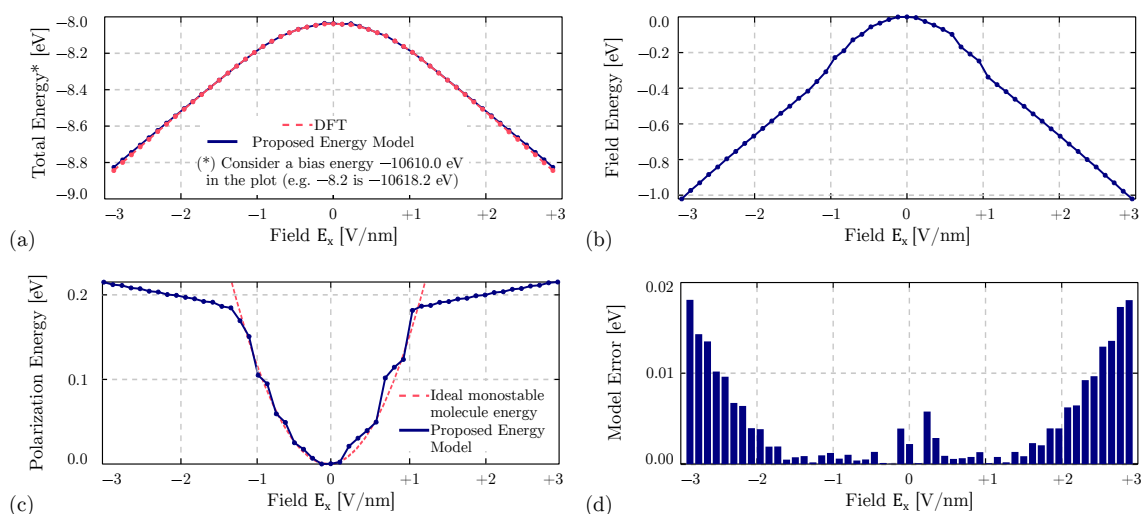 −8.0
−8.2
−8.4
−8.6
−8.8
−9.0
Total Energy* [eV]
DFT
Proposed Energy Model
(*) Consider a bias energy −10610.0 eV
in the plot (e.g. −8.2 is −10618.2 eV)
−3 −2 −1 0 +1 +2 +3
Field Ex [V/nm]
(a)
0.0
−0.2
−0.4
−0.6
−0.8
−1.0
Field Energy [eV]
−3 −2 −1 0 +1 +2 +3
Field Ex [V/nm]
(b)
0.2
0.1
0.0
Polarization Energy [eV]
Ideal monostable
molecule energy
Proposed Energy
Model
−3 −2 −1 0 +1 +2 +3
Field Ex [V/nm]
(c)
0.02
0.01
0.00
Model Error [eV]
−3 −2 −1 0 +1 +2 +3
Field Ex [V/nm]
(d)